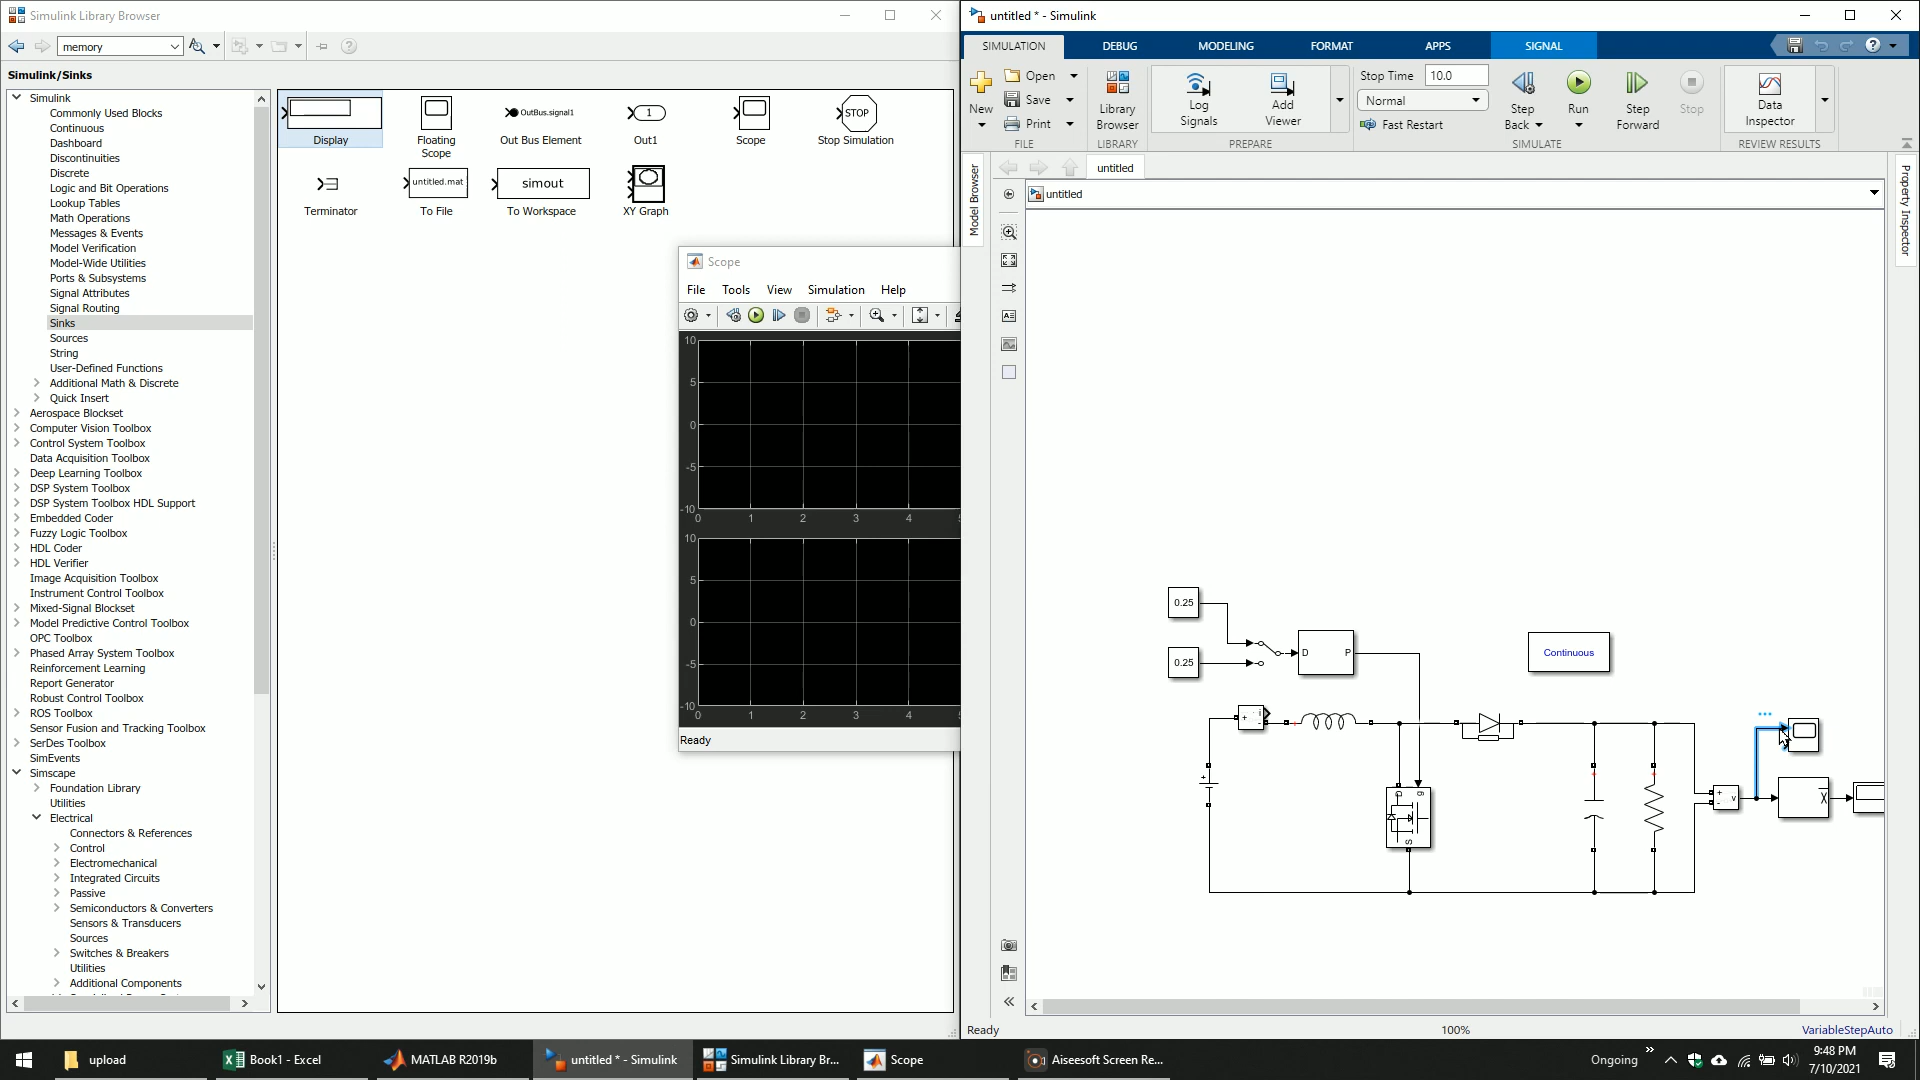 Simulink Library Browser
memory
Simulink/Sinks
Simulink
Commonly Used Blocks
Continuous
Dashboard
Discontinuities
Discrete
Logic and Bit Operations
Lookup Tables
Math Operations
Messages & Events
Model Verification
Model-Wide Utilities
Ports & Subsystems
Signal Attributes
Signal Routing
Sinks
Sources
String
User-Defined Functions
Additional Math & Discrete
Quick Insert
Aerospace Blockset
Computer Vision Toolbox
Control System Toolbox
Data Acquisition Toolbox
Deep Learning Toolbox
DSP System Toolbox
DSP System Toolbox HDL Support
Embedded Coder
Fuzzy Logic Toolbox
HDL Coder
HDL Verifier
Image Acquisition Toolbox
Instrument Control Toolbox
Mixed-Signal Blockset
Model Predictive Control Toolbox
OPC Toolbox
Phased Array System Toolbox
Reinforcement Learning
Report Generator
Robust Control Toolbox
ROS Toolbox
Sensor Fusion and Tracking Toolbox
SerDes Toolbox
SimEvents
Simscape
Foundation Library
Utilities
Electrical
Connectors & References
Control
Electromechanical
Integrated Circuits
Passive
Semiconductors & Converters
Sensors & Transducers
Sources
Switches & Breakers
Utilities
Additional Components
OutBus.signal1
1
STOP
Display
Floating
Scope
Out Bus Element
Out1
Scope
Stop Simulation
untitled.mat
simout
Terminator
To File
To Workspace
XY Graph
Scope
File Tools View Simulation Help
10
5
0
-5
-10
0 1 2 3 4
10
5
0
-5
-10
0 1 2 3 4
Ready
untitled * - Simulink
SIMULATION DEBUG MODELING FORMAT APPS SIGNAL
New
Open
Save
Print
FILE
Library
Browser
LIBRARY
Log
Signals
Add
Viewer
PREPARE
Stop Time 10.0
Normal
Fast Restart
Step
Back
Run
Step
Forward
Stop
SIMULATE
Data
Inspector
REVIEW RESULTS
untitled
untitled
Model Browser
Property Inspector
0.25
0.25
D P
Continuous
+ - i
+
D g
S
+ - v
X
Ready
100%
VariableStepAuto
upload
Book1 - Excel
MATLAB R2019b
untitled * - Simulink
Simulink Library Br...
Scope
Aiseesoft Screen Re...
Ongoing
9:48 PM
7/10/2021